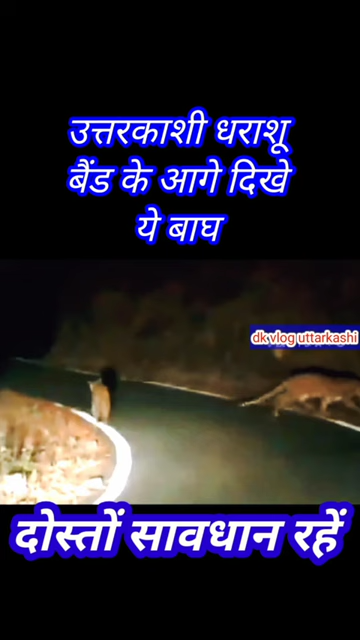 उत्तरकाशी धराशू
बैंड के आगे दिखे
ये बाघ
dk vlog uttarkashi
दोस्तों सावधान रहें